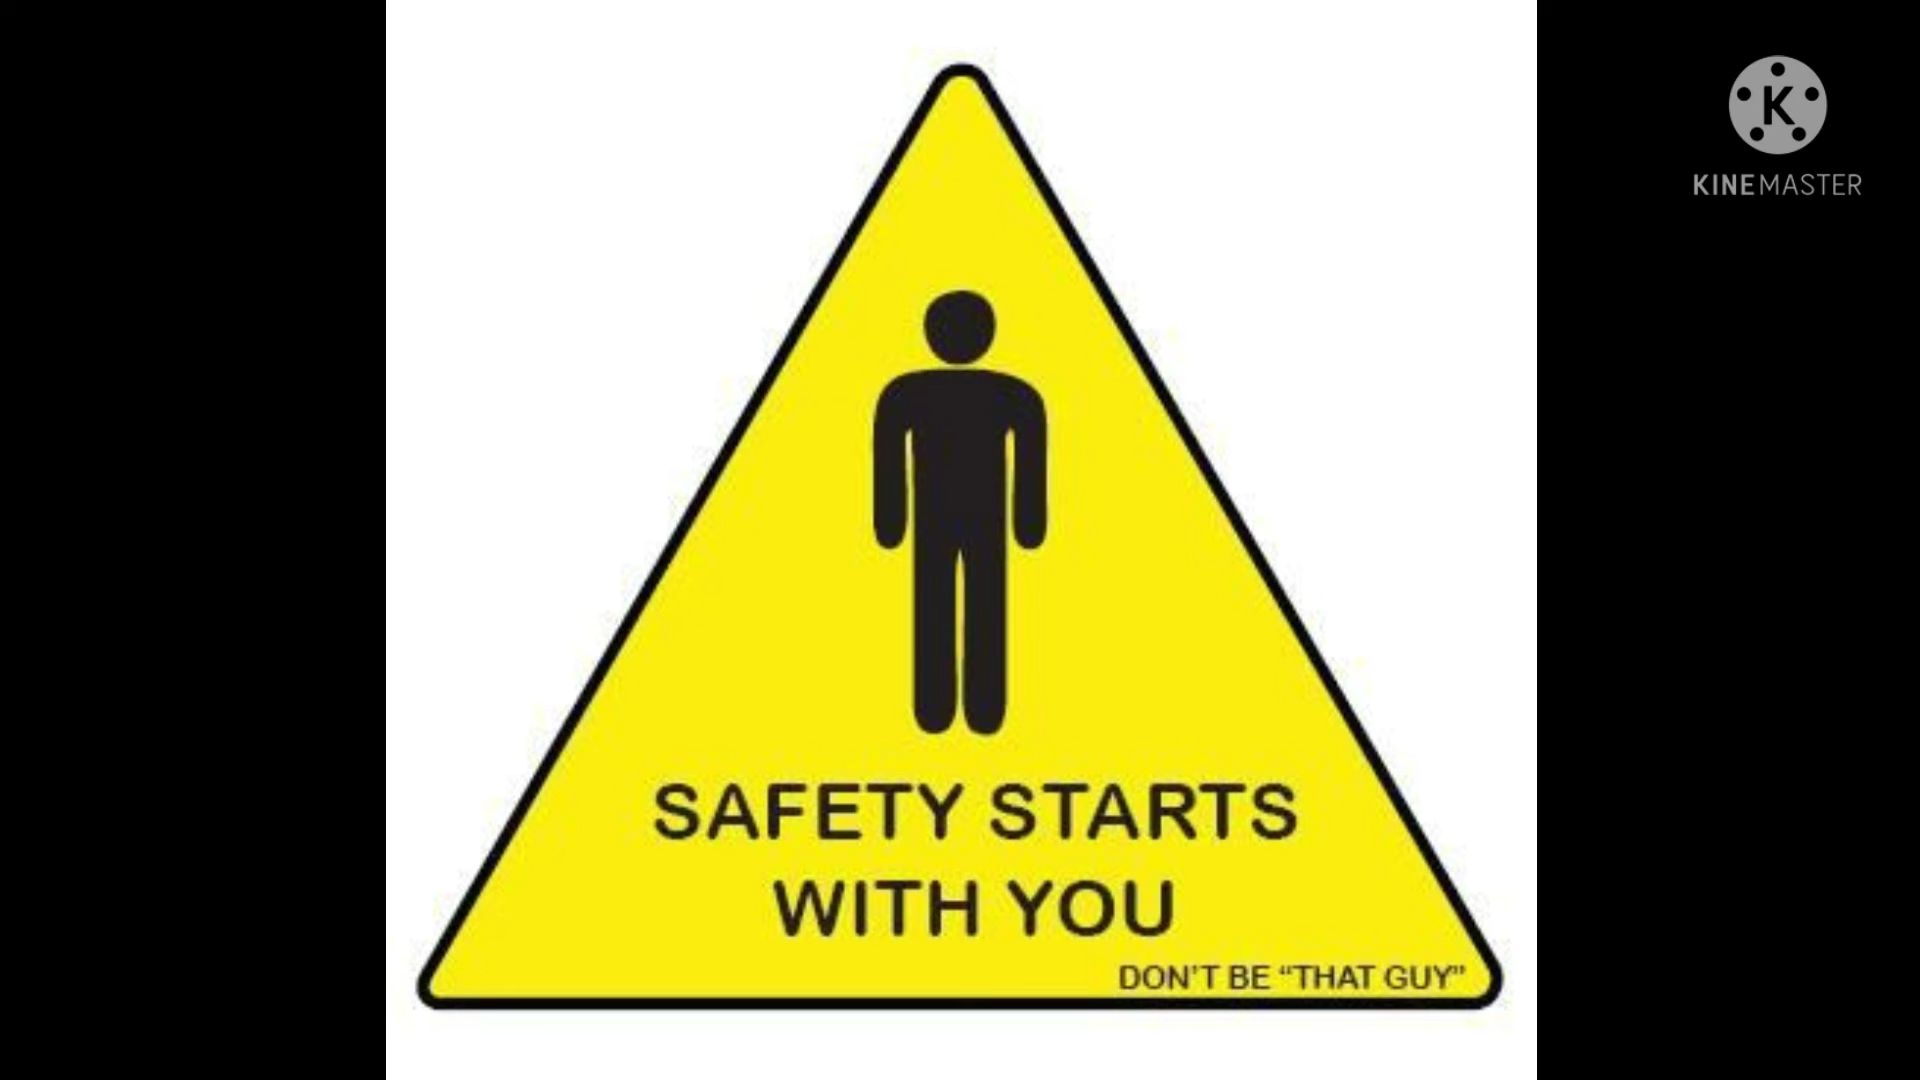 K
KINEMASTER
SAFETY STARTS
WITH YOU
DON'T BE “THAT GUY”